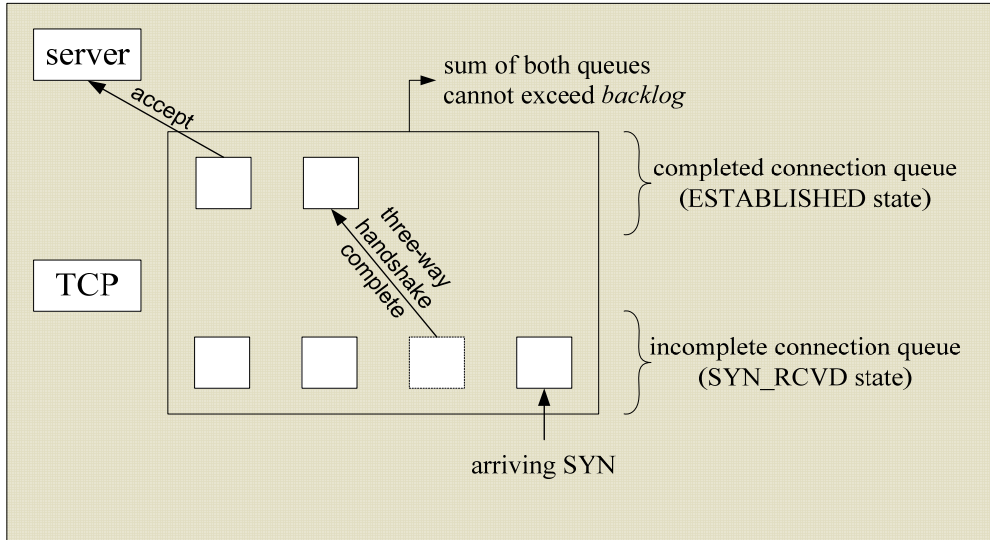 server
accept
sum of both queues
cannot exceed backlog
completed connection queue
(ESTABLISHED state)
three-way
handshake
complete
TCP
incomplete connection queue
(SYN_RCVD state)
arriving SYN